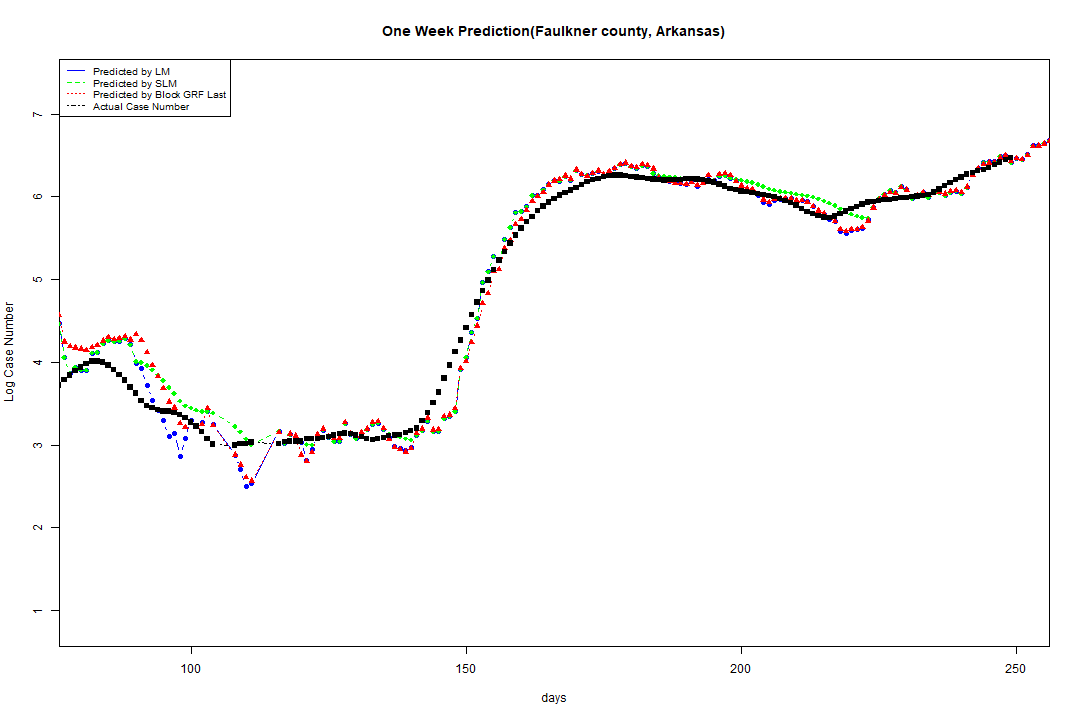 One Week Prediction(Faulkner county, Arkansas)
Predicted by LM
Predicted by SLM
Predicted by Block GRF Last
Actual Case Number
7
6
5
4
3
2
1
Log Case Number
100 150 200 250
days